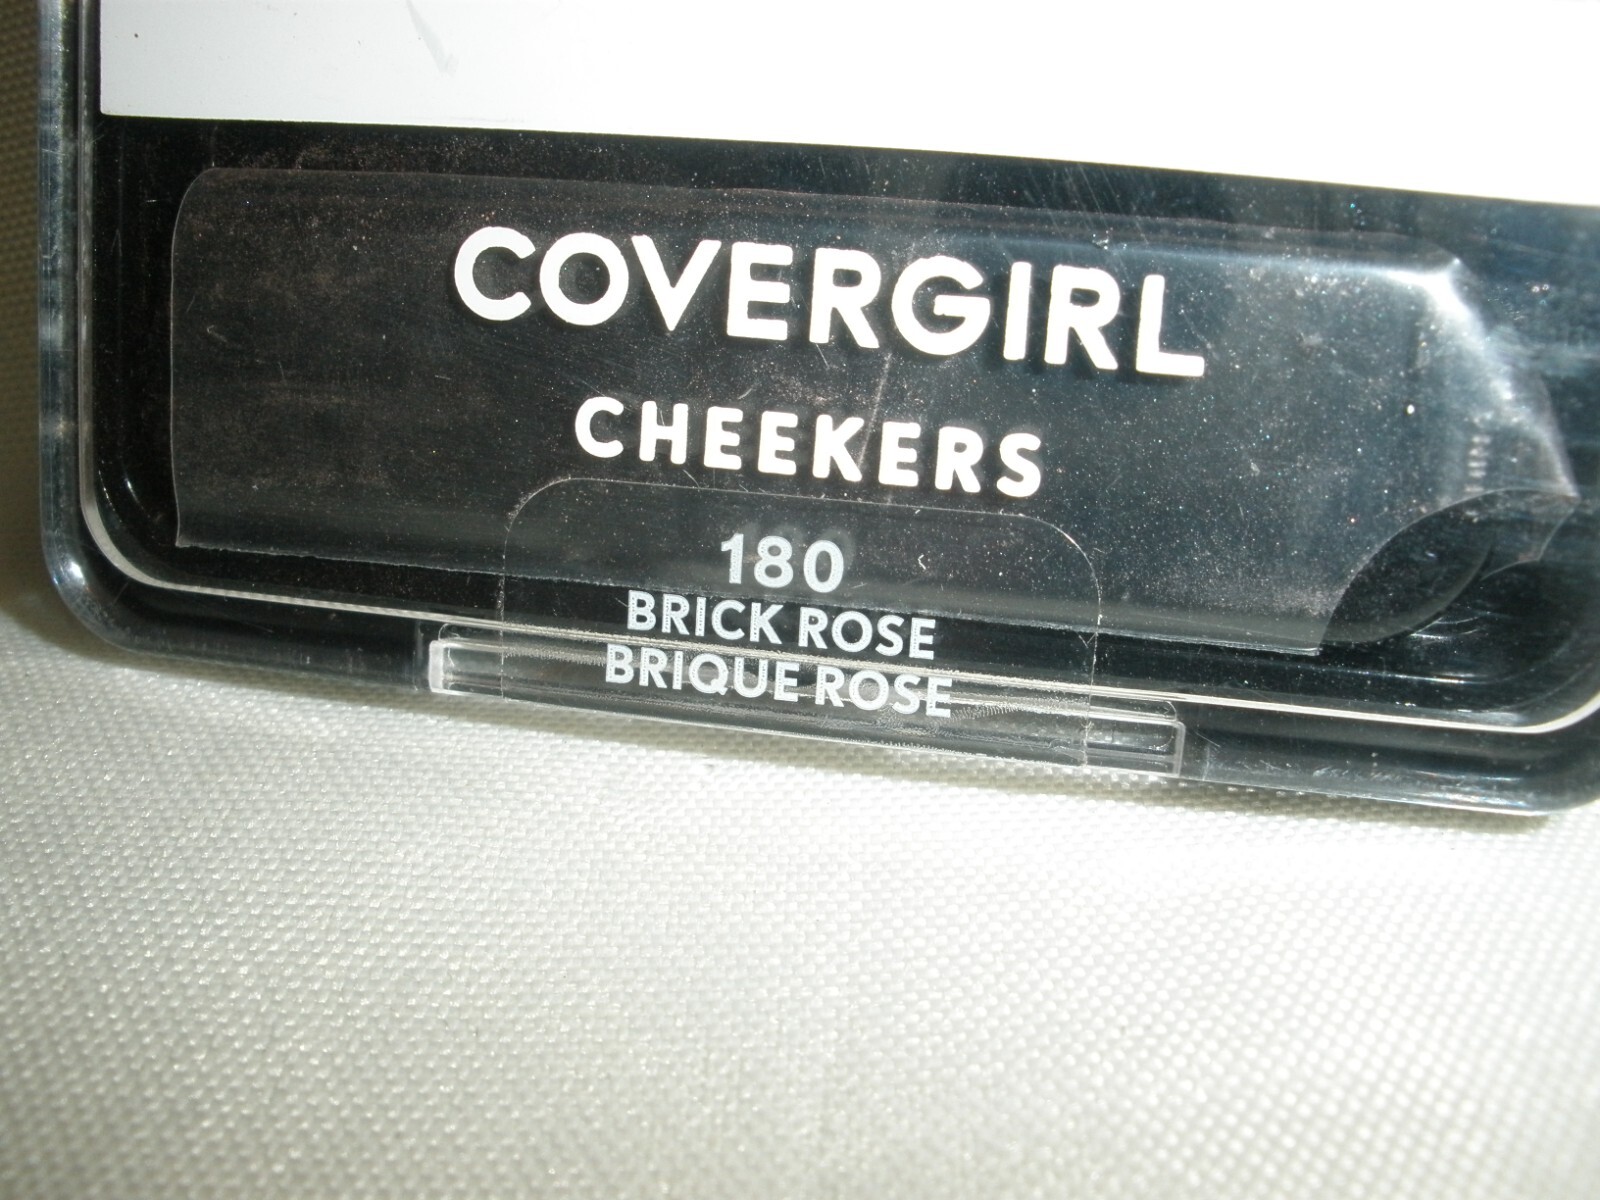 COVERGIRL
CHEEKERS
180
BRICK ROSE
BRIQUE ROSE